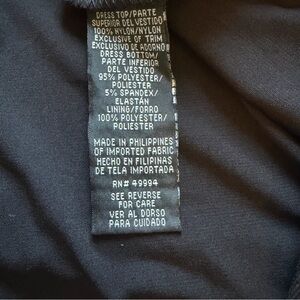 DRESS TOP/PARTE
SUPERIOR DEL VESTIDO
100% NYLON/NYLON
EXCLUSIVE OF TRIM
EXCLUSIVO DE ADORNO
DRESS BOTTOM/
PARTE INFERIOR
DEL VESTIDO
95% POLYESTER/
POLIESTER
5% SPANDEX/
ELASTÁN
LINING/FORRO
100% POLYESTER/
POLIESTER
MADE IN PHILIPPINES
OF IMPORTED FABRIC
HECHO EN FILIPINAS
DE TELA IMPORTADA
RN# 49994
SEE REVERSE
FOR CARE
VER AL DORSO
PARA CUIDADO